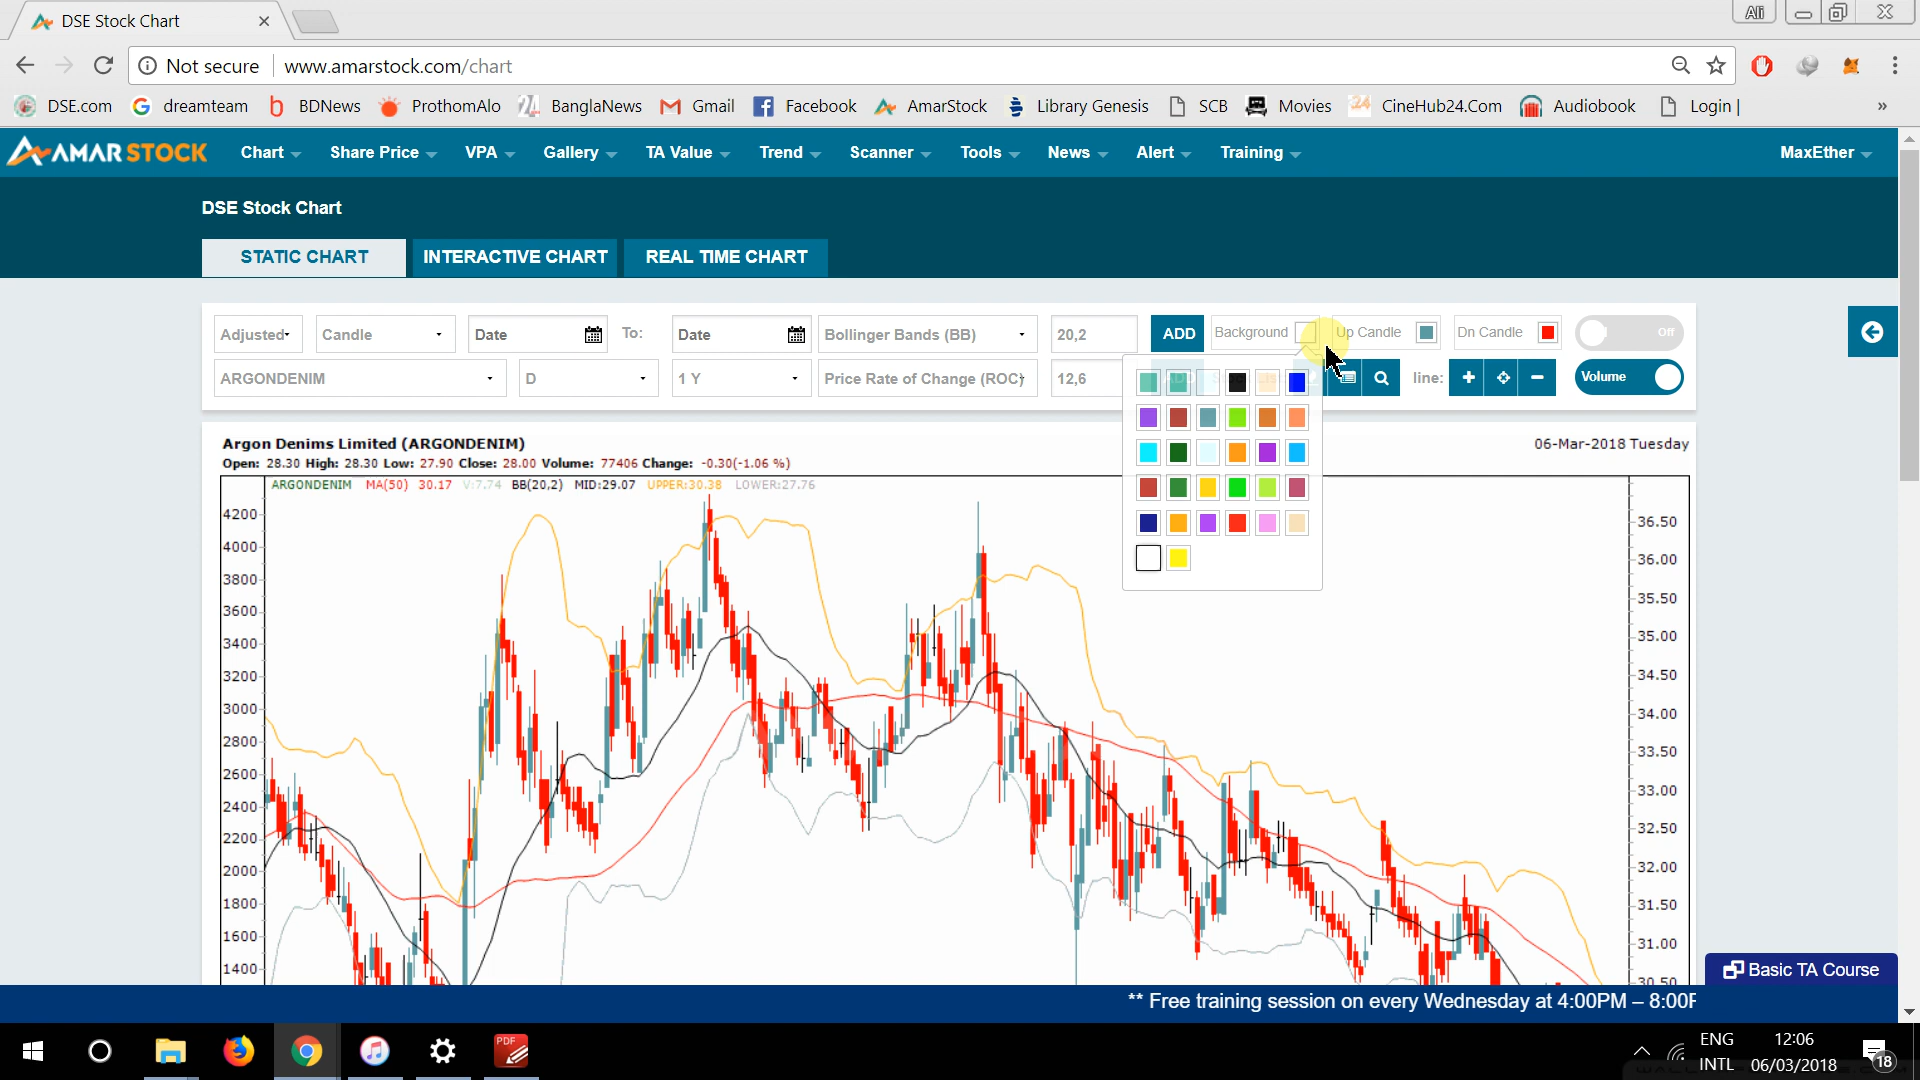 DSE Stock Chart
Ali
Not secure www.amarstock.com/chart
DSE.com dreamteam BDNews ProthomAlo BanglaNews Gmail Facebook AmarStock Library Genesis SCB Movies CineHub24.Com Audiobook Login | »
AMAR STOCK Chart Share Price VPA Gallery TA Value Trend Scanner Tools News Alert Training MaxEther
DSE Stock Chart
STATIC CHART INTERACTIVE CHART REAL TIME CHART
Adjusted Candle Date To: Date Bollinger Bands (BB) 20,2 ADD Background Up Candle Dn Candle Off
ARGONDENIM D 1 Y Price Rate of Change (ROC) 12,6 line: Volume
Argon Denims Limited (ARGONDENIM) 06-Mar-2018 Tuesday
Open: 28.30 High: 28.30 Low: 27.90 Close: 28.00 Volume: 77406 Change: -0.30(-1.06 %)
ARGONDENIM MA(50) 30.17 V:7.74 BB(20,2) MID:29.07 UPPER:30.38 LOWER:27.76
4200 36.50
4000 36.00
3800 35.50
3600 35.00
3400 34.50
3200 34.00
3000 33.50
2800 33.00
2600 32.50
2400 32.00
2200 31.50
2000 31.00
1800 30.50
1600
1400
Basic TA Course
** Free training session on every Wednesday at 4:00PM – 8:00P
PDF
ENG 12:06
INTL 06/03/2018 18